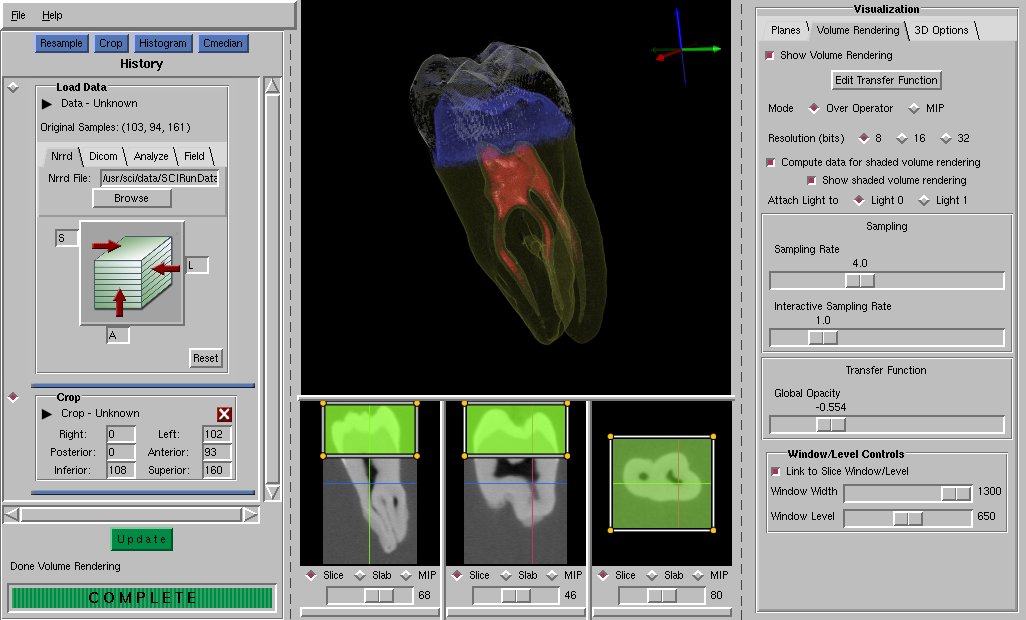 File Help
Resample Crop Histogram Cmedian
History
Load Data
Data - Unknown
Original Samples: (103, 94, 161)
Nrrd Dicom Analyze Field
Nrrd File: /usr/sci/data/SCIRunData
Browse
S
L
A
Reset
Crop
Crop - Unknown
Right: 0 Left: 102
Posterior: 0 Anterior: 93
Inferior: 108 Superior: 160
Update
Done Volume Rendering
COMPLETE
Slice Slab MIP
68
Slice Slab MIP
46
Slice Slab MIP
80
Visualization
Planes Volume Rendering 3D Options
Show Volume Rendering
Edit Transfer Function
Mode Over Operator MIP
Resolution (bits) 8 16 32
Compute data for shaded volume rendering
Show shaded volume rendering
Attach Light to Light 0 Light 1
Sampling
Sampling Rate
4.0
Interactive Sampling Rate
1.0
Transfer Function
Global Opacity
-0.554
Window/Level Controls
Link to Slice Window/Level
Window Width 1300
Window Level 650